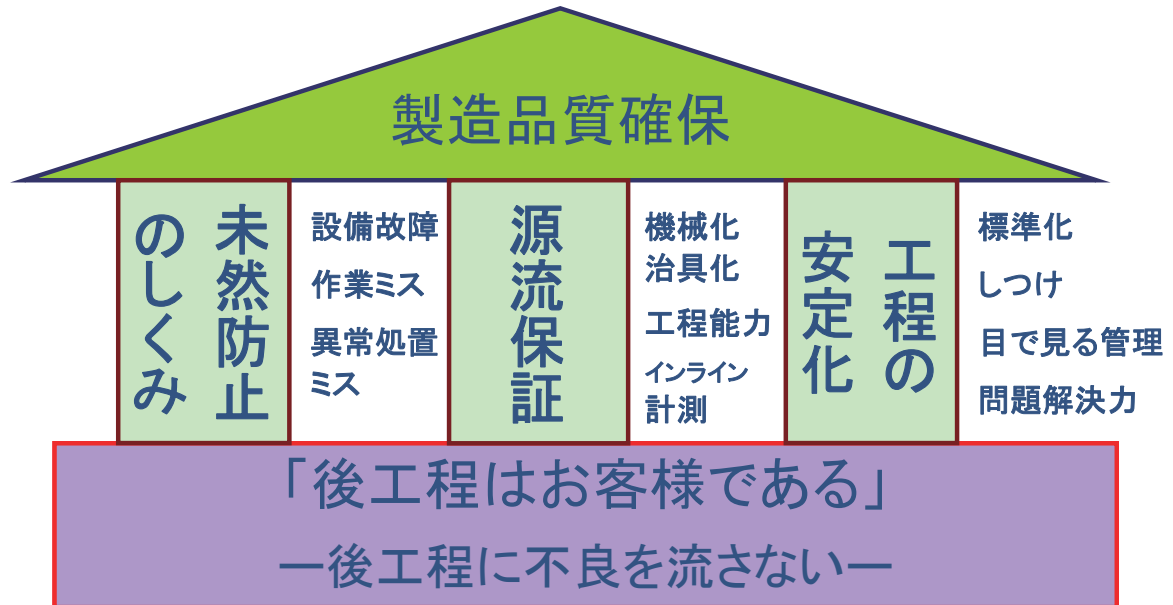 製造品質確保
未然防止
のしくみ
設備故障
作業ミス
異常処置
ミス
源流保証
機械化
治具化
工程能力
インライン
計測
工程の
安定化
標準化
しつけ
目で見る管理
問題解決力
「後工程はお客様である」
ー後工程に不良を流さないー